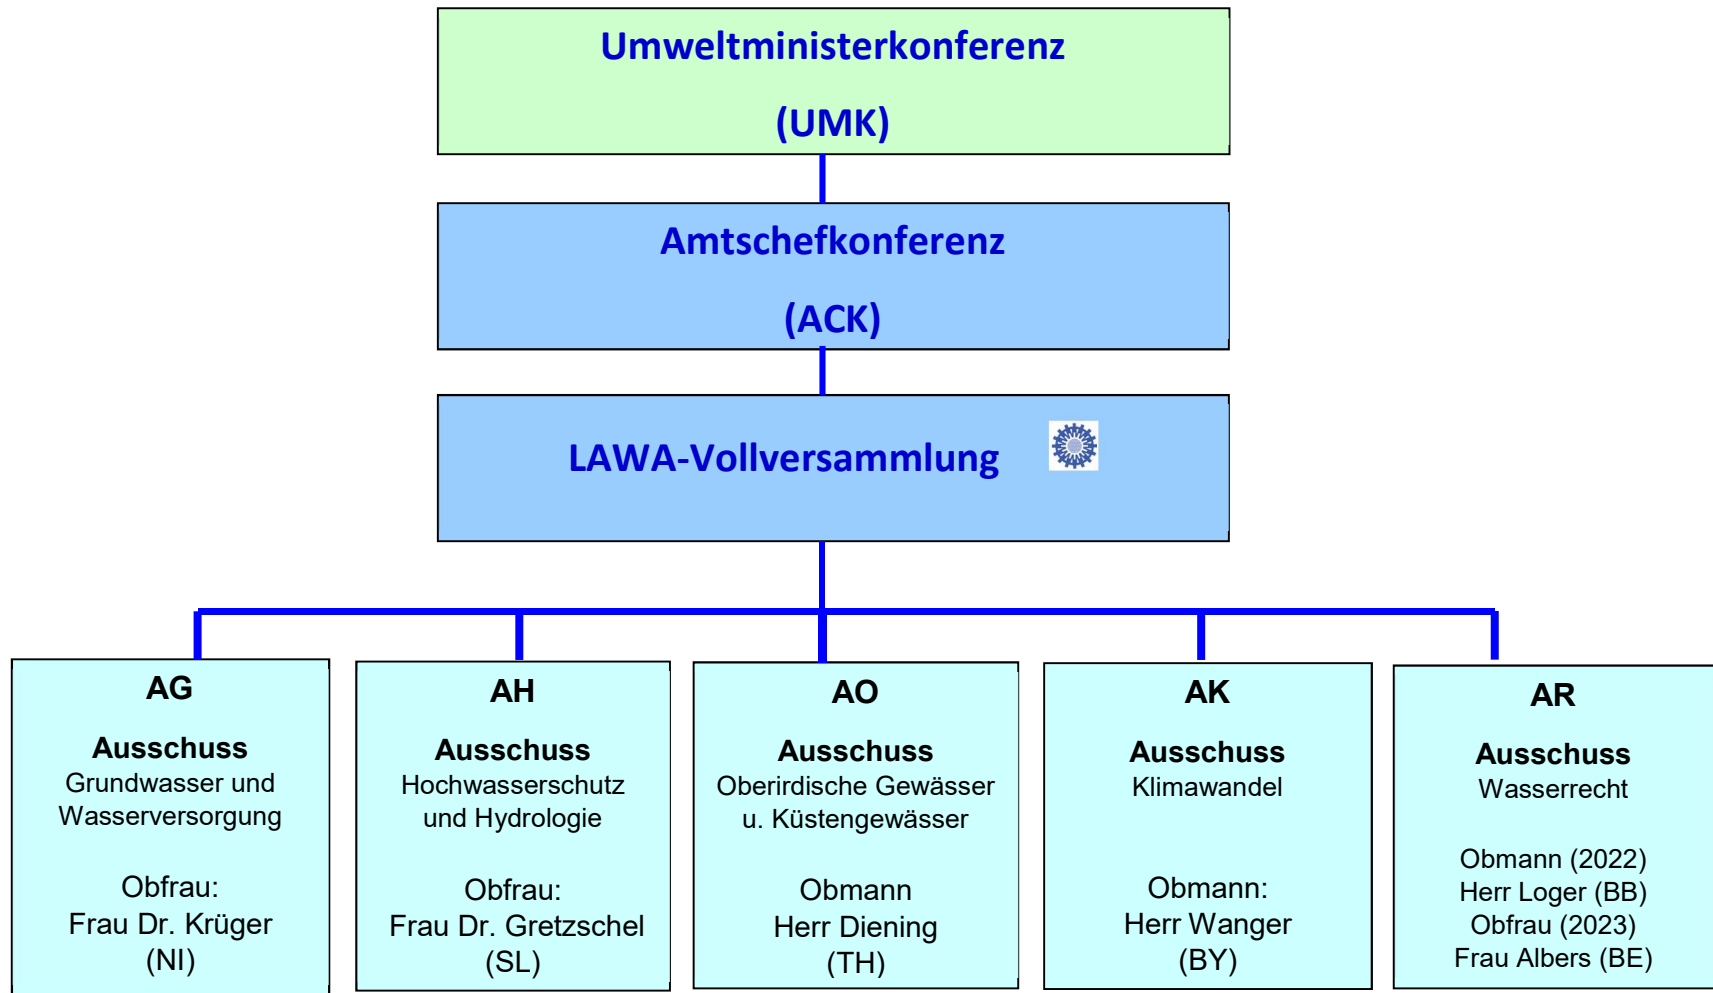 Umweltministerkonferenz
(UMK)
Amtschefkonferenz
(ACK)
LAWA-Vollversammlung
AG
Ausschuss
Grundwasser und
Wasserversorgung
Obfrau:
Frau Dr. Krüger
(NI)
AH
Ausschuss
Hochwasserschutz
und Hydrologie
Obfrau:
Frau Dr. Gretzschel
(SL)
AO
Ausschuss
Oberirdische Gewässer
u. Küstengewässer
Obmann
Herr Diening
(TH)
AK
Ausschuss
Klimawandel
Obmann:
Herr Wanger
(BY)
AR
Ausschuss
Wasserrecht
Obmann (2022)
Herr Loger (BB)
Obfrau (2023)
Frau Albers (BE)